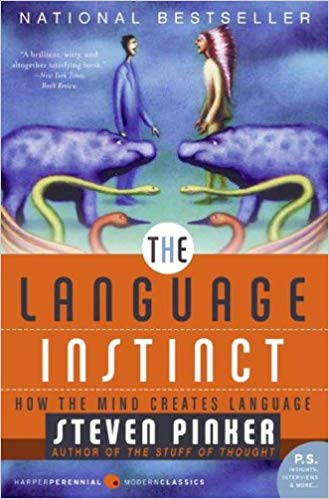 NATIONAL BESTSELLER
"A brilliant, witty, and
altogether satisfying book."
—New York Times
Book Review
THE
LANGUAGE
INSTINCT
HOW THE MIND CREATES LANGUAGE
STEVEN PINKER
AUTHOR OF THE STUFF OF THOUGHT
HARPERPERENNIAL MODERNCLASSICS
P.S.
INSIGHTS,
INTERVIEWS
& MORE...